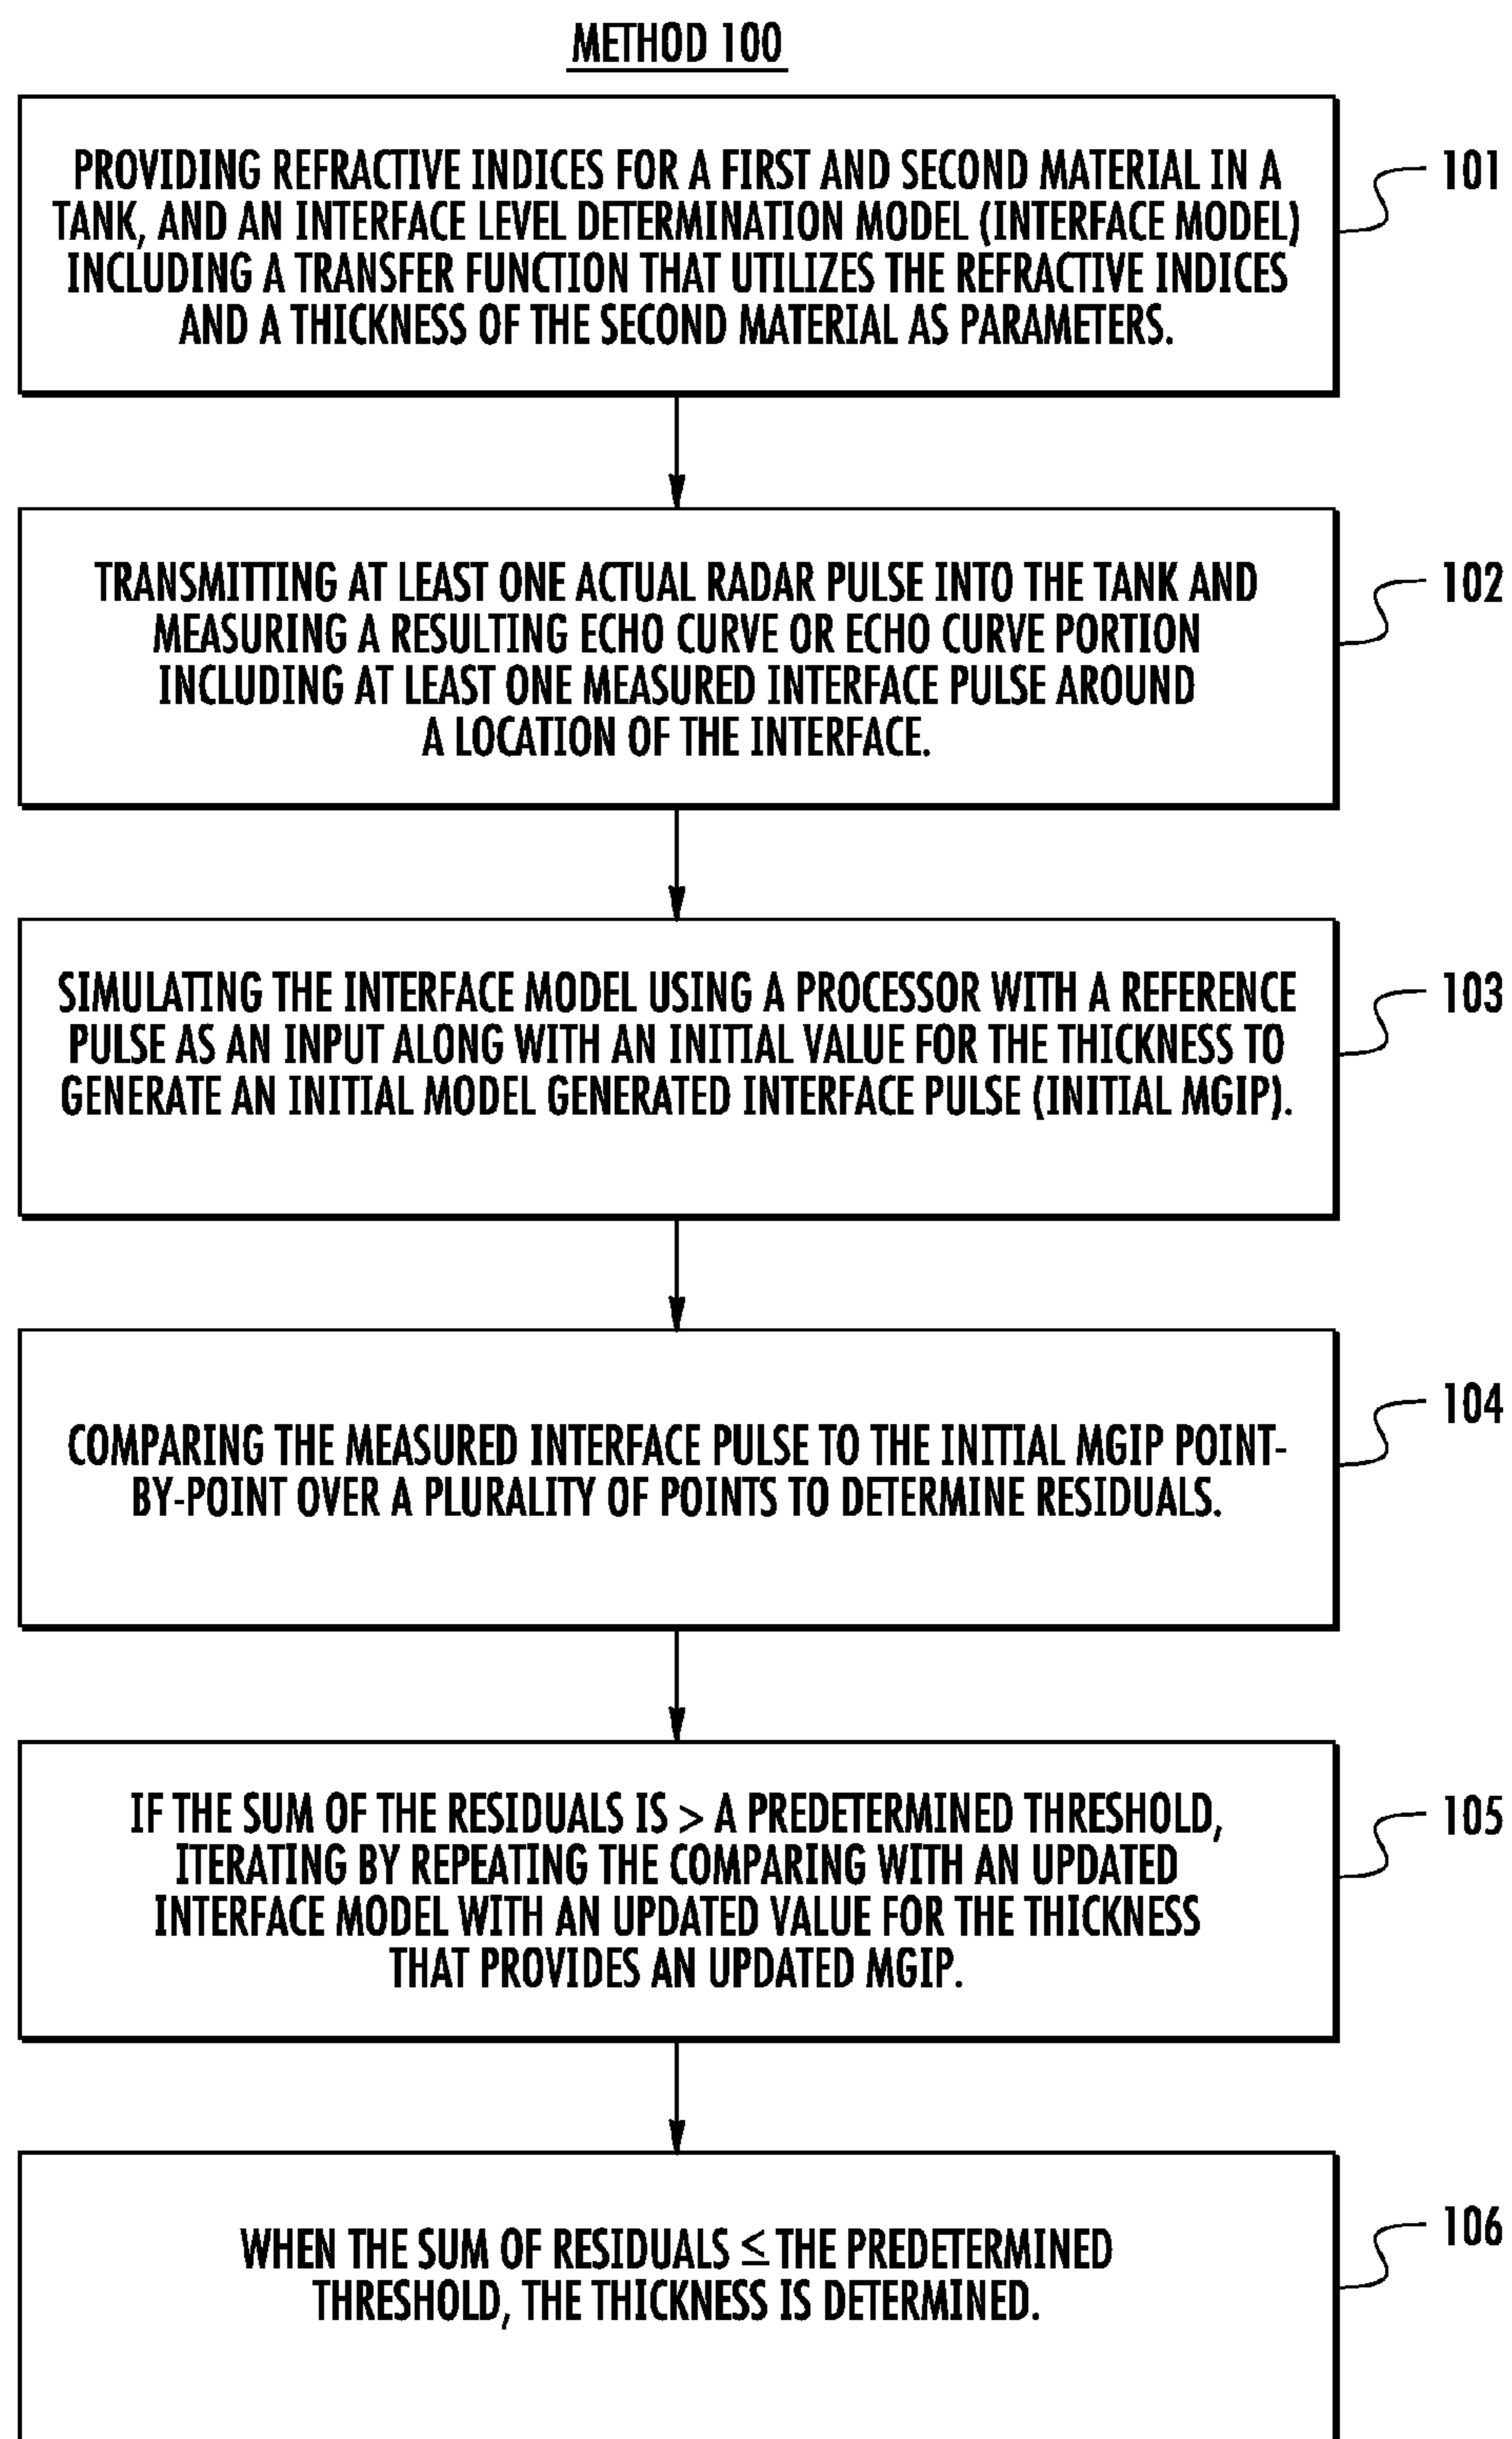 METHOD 100
PROVIDING REFRACTIVE INDICES FOR A FIRST AND SECOND MATERIAL IN A
TANK, AND AN INTERFACE LEVEL DETERMINATION MODEL (INTERFACE MODEL)
INCLUDING A TRANSFER FUNCTION THAT UTILIZES THE REFRACTIVE INDICES
AND A THICKNESS OF THE SECOND MATERIAL AS PARAMETERS.
101
TRANSMITTING AT LEAST ONE ACTUAL RADAR PULSE INTO THE TANK AND
MEASURING A RESULTING ECHO CURVE OR ECHO CURVE PORTION
INCLUDING AT LEAST ONE MEASURED INTERFACE PULSE AROUND
A LOCATION OF THE INTERFACE.
102
SIMULATING THE INTERFACE MODEL USING A PROCESSOR WITH A REFERENCE
PULSE AS AN INPUT ALONG WITH AN INITIAL VALUE FOR THE THICKNESS TO
GENERATE AN INITIAL MODEL GENERATED INTERFACE PULSE (INITIAL MGIP).
103
COMPARING THE MEASURED INTERFACE PULSE TO THE INITIAL MGIP POINT-
BY-POINT OVER A PLURALITY OF POINTS TO DETERMINE RESIDUALS.
104
IF THE SUM OF THE RESIDUALS IS > A PREDETERMINED THRESHOLD,
ITERATING BY REPEATING THE COMPARING WITH AN UPDATED
INTERFACE MODEL WITH AN UPDATED VALUE FOR THE THICKNESS
THAT PROVIDES AN UPDATED MGIP.
105
WHEN THE SUM OF RESIDUALS ≤ THE PREDETERMINED
THRESHOLD, THE THICKNESS IS DETERMINED.
106